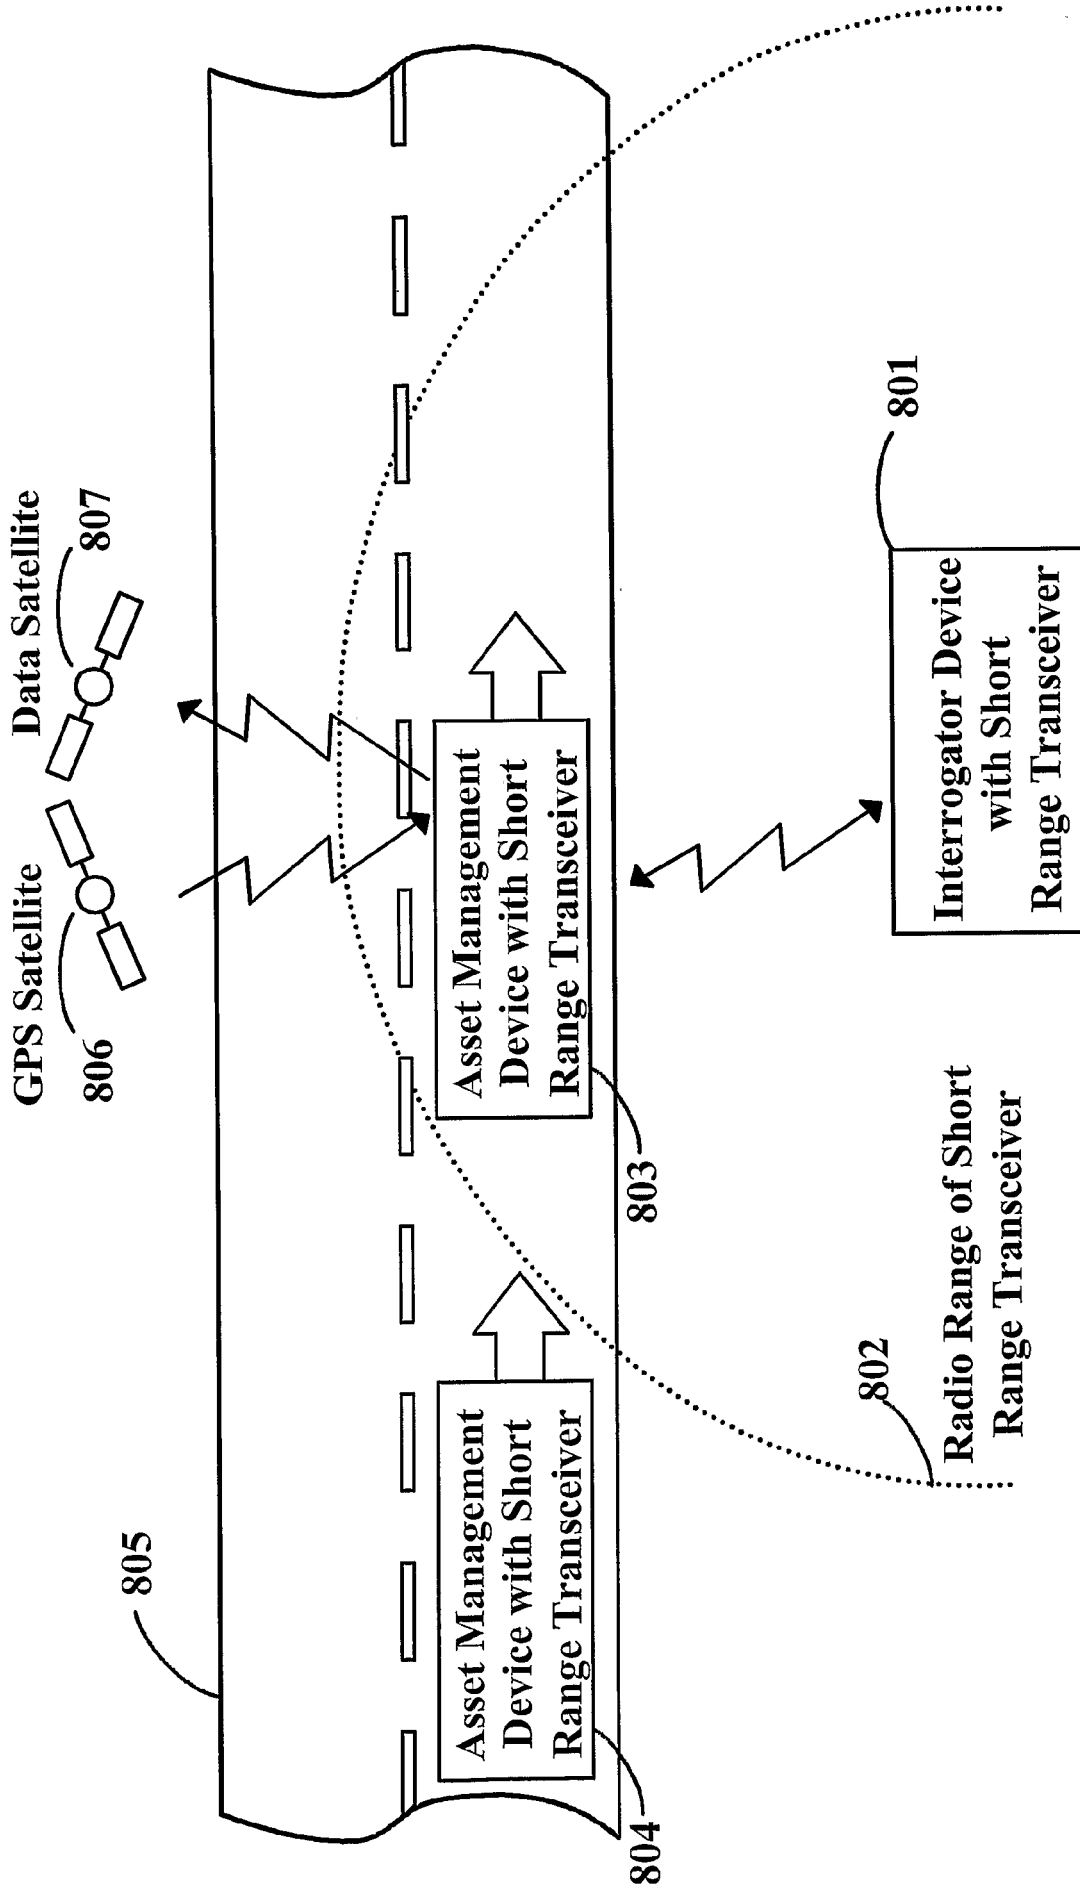 GPS Satellite
Data Satellite
806
807
805
Asset Management
Device with Short
Range Transceiver
804
Asset Management
Device with Short
Range Transceiver
803
802
Radio Range of Short
Range Transceiver
801
Interrogator Device
with Short
Range Transceiver